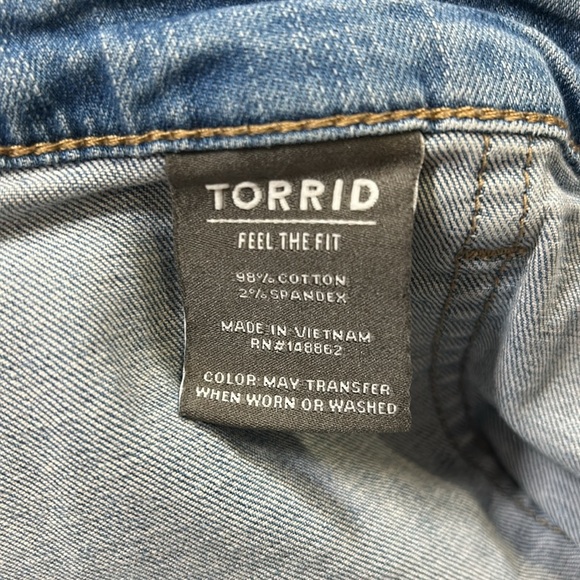 TORRID
FEEL THE FIT
98% COTTON
2% SPANDEX
MADE IN VIETNAM
RN#148862
COLOR MAY TRANSFER
WHEN WORN OR WASHED